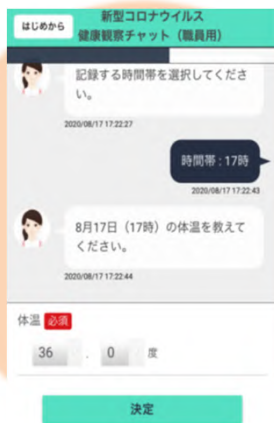 はじめから
新型コロナウイルス
健康観察チャット（職員用）
記録する時間帯を選択してくださ
い。
2020/08/17 17:22:27
時間帯：17時
2020/08/17 17:22:43
8月17日（17時）の体温を教えて
ください。
2020/08/17 17:22:44
体温 必須
36 . 0 度
決定